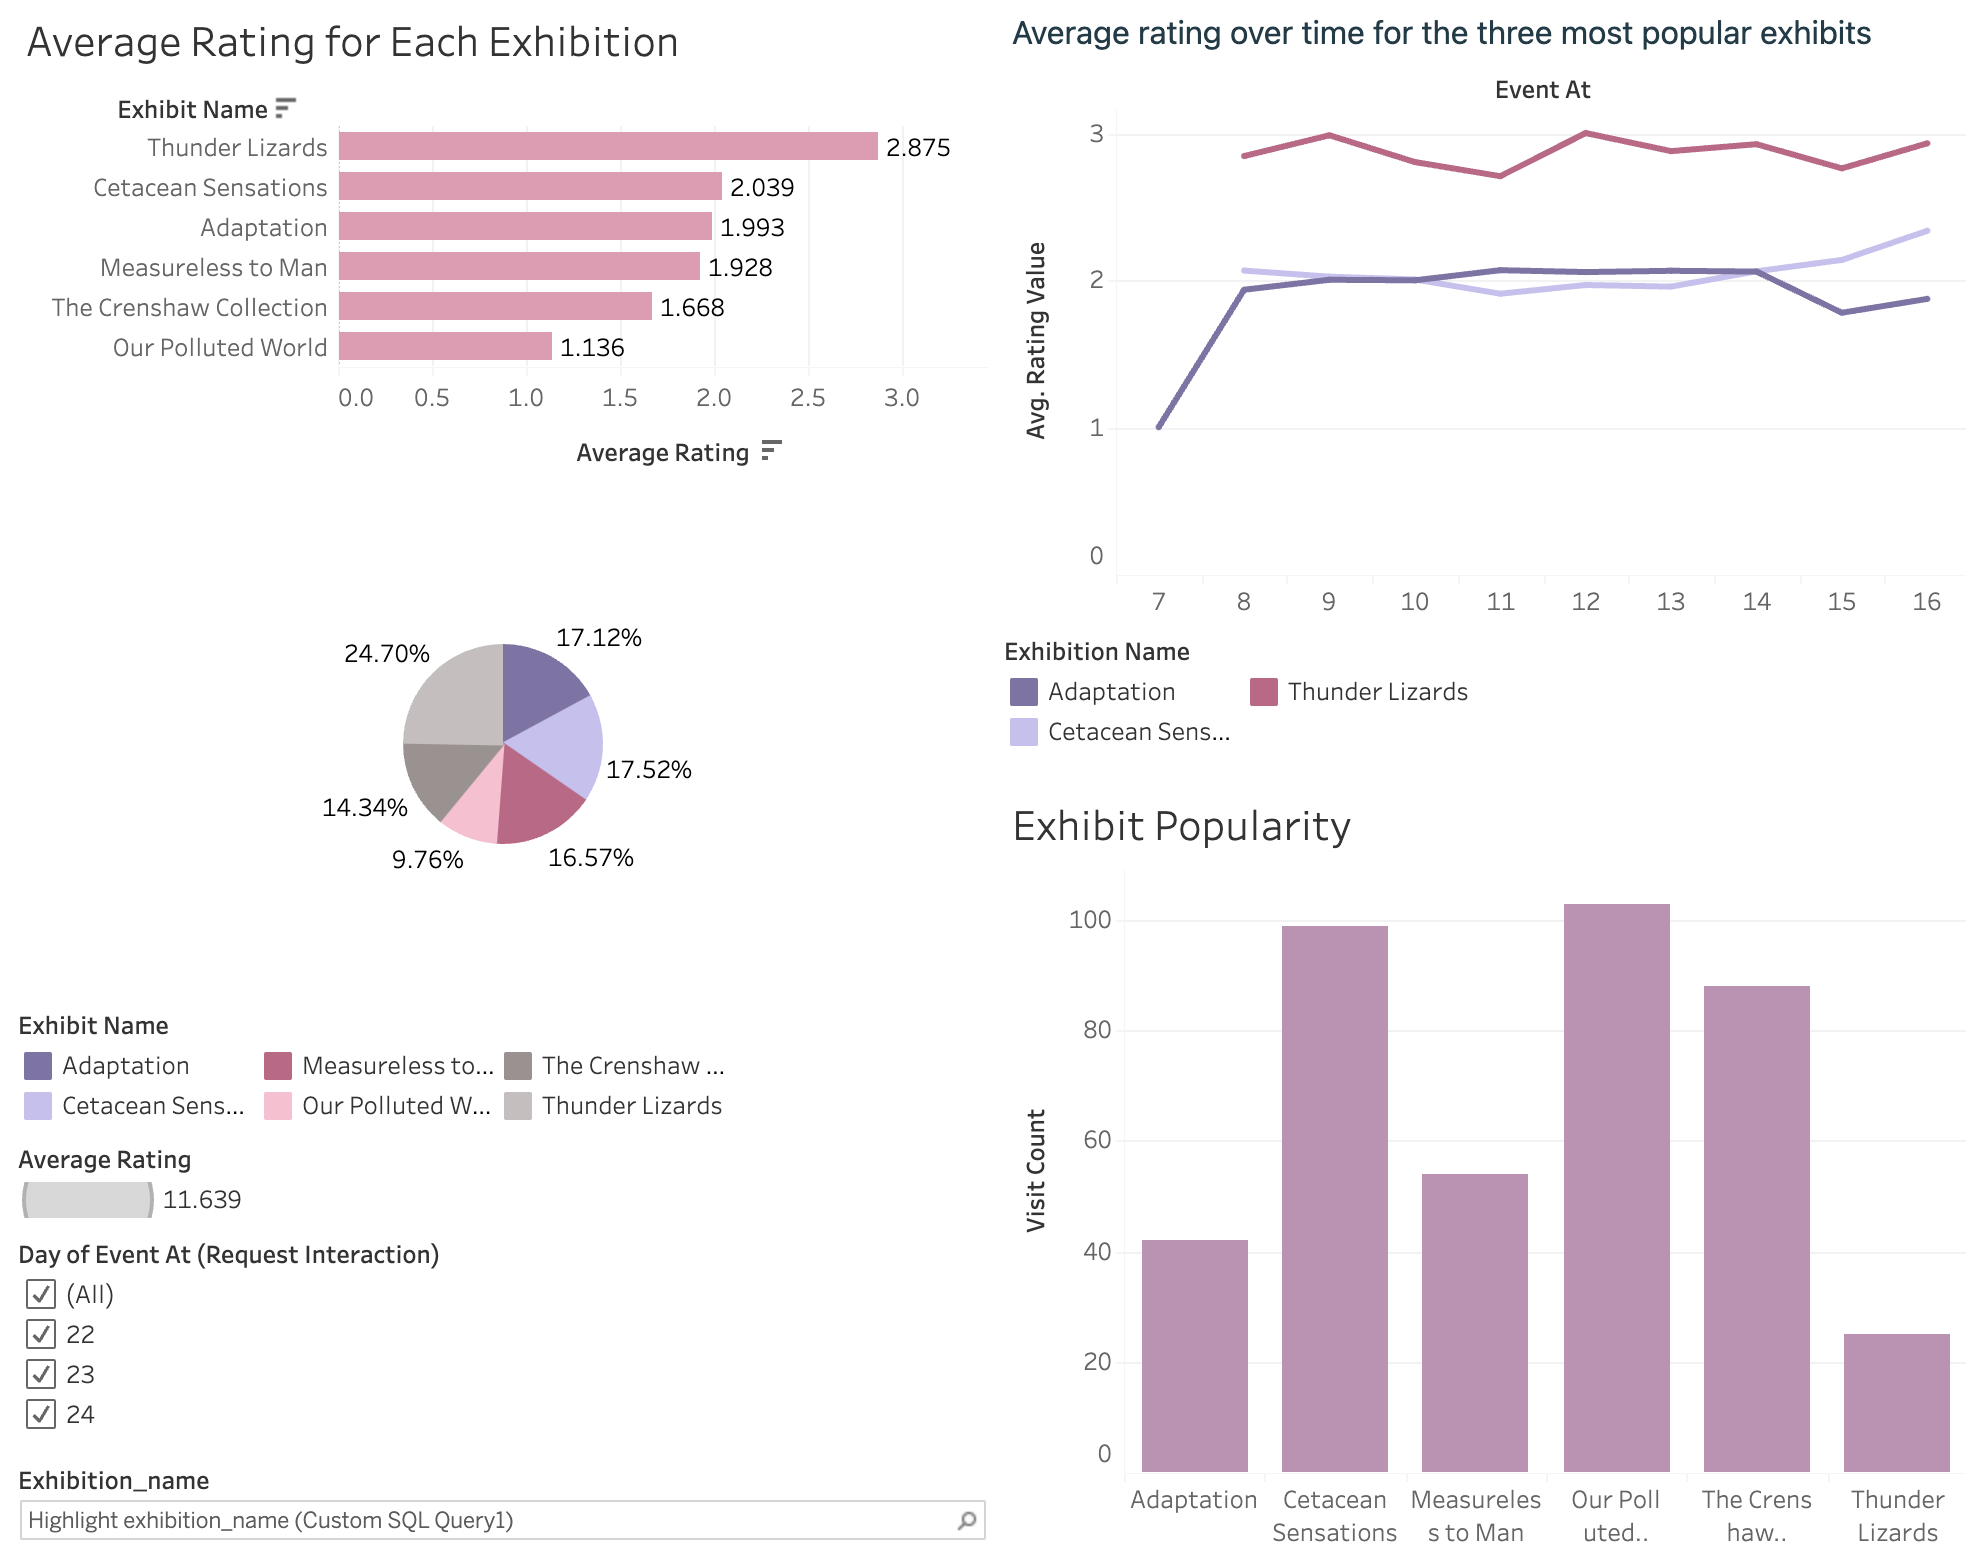 Average Rating for Each Exhibition
Exhibit Name
Thunder Lizards
2.875
Cetacean Sensations
2.039
Adaptation
1.993
Measureless to Man
1.928
The Crenshaw Collection
1.668
Our Polluted World
1.136
0.0 0.5 1.0 1.5 2.0 2.5 3.0
Average Rating
24.70%
17.12%
17.52%
14.34%
9.76%
16.57%
Exhibit Name
Adaptation
Measureless to...
The Crenshaw ...
Cetacean Sens...
Our Polluted W...
Thunder Lizards
Average Rating
11.639
Day of Event At (Request Interaction)
(All)
22
23
24
Exhibition_name
Highlight exhibition_name (Custom SQL Query1)
Average rating over time for the three most popular exhibits
Event At
Avg. Rating Value
3
2
1
0
7 8 9 10 11 12 13 14 15 16
Exhibition Name
Adaptation
Thunder Lizards
Cetacean Sens...
Exhibit Popularity
Visit Count
100
80
60
40
20
0
Adaptation
Cetacean
Sensations
Measureles
s to Man
Our Poll
uted..
The Crens
haw..
Thunder
Lizards